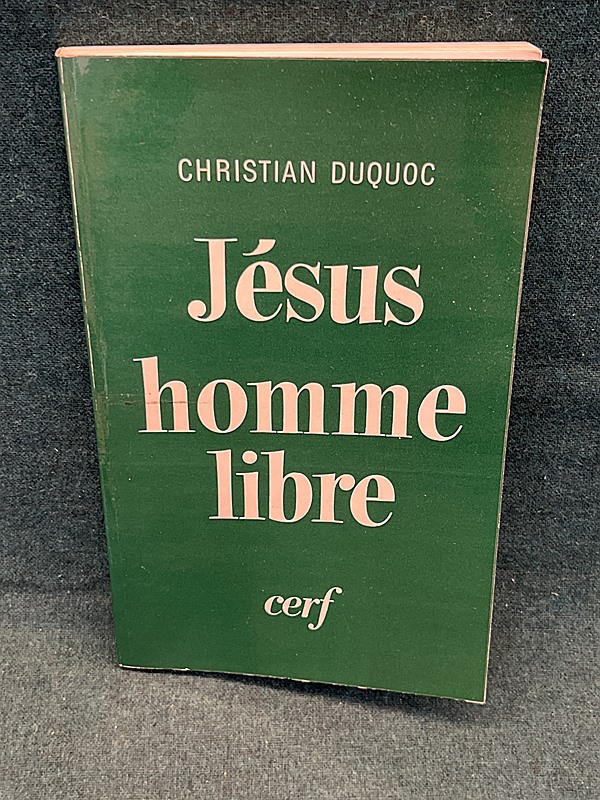 CHRISTIAN DUQUOC
Jésus
homme
libre
cerf